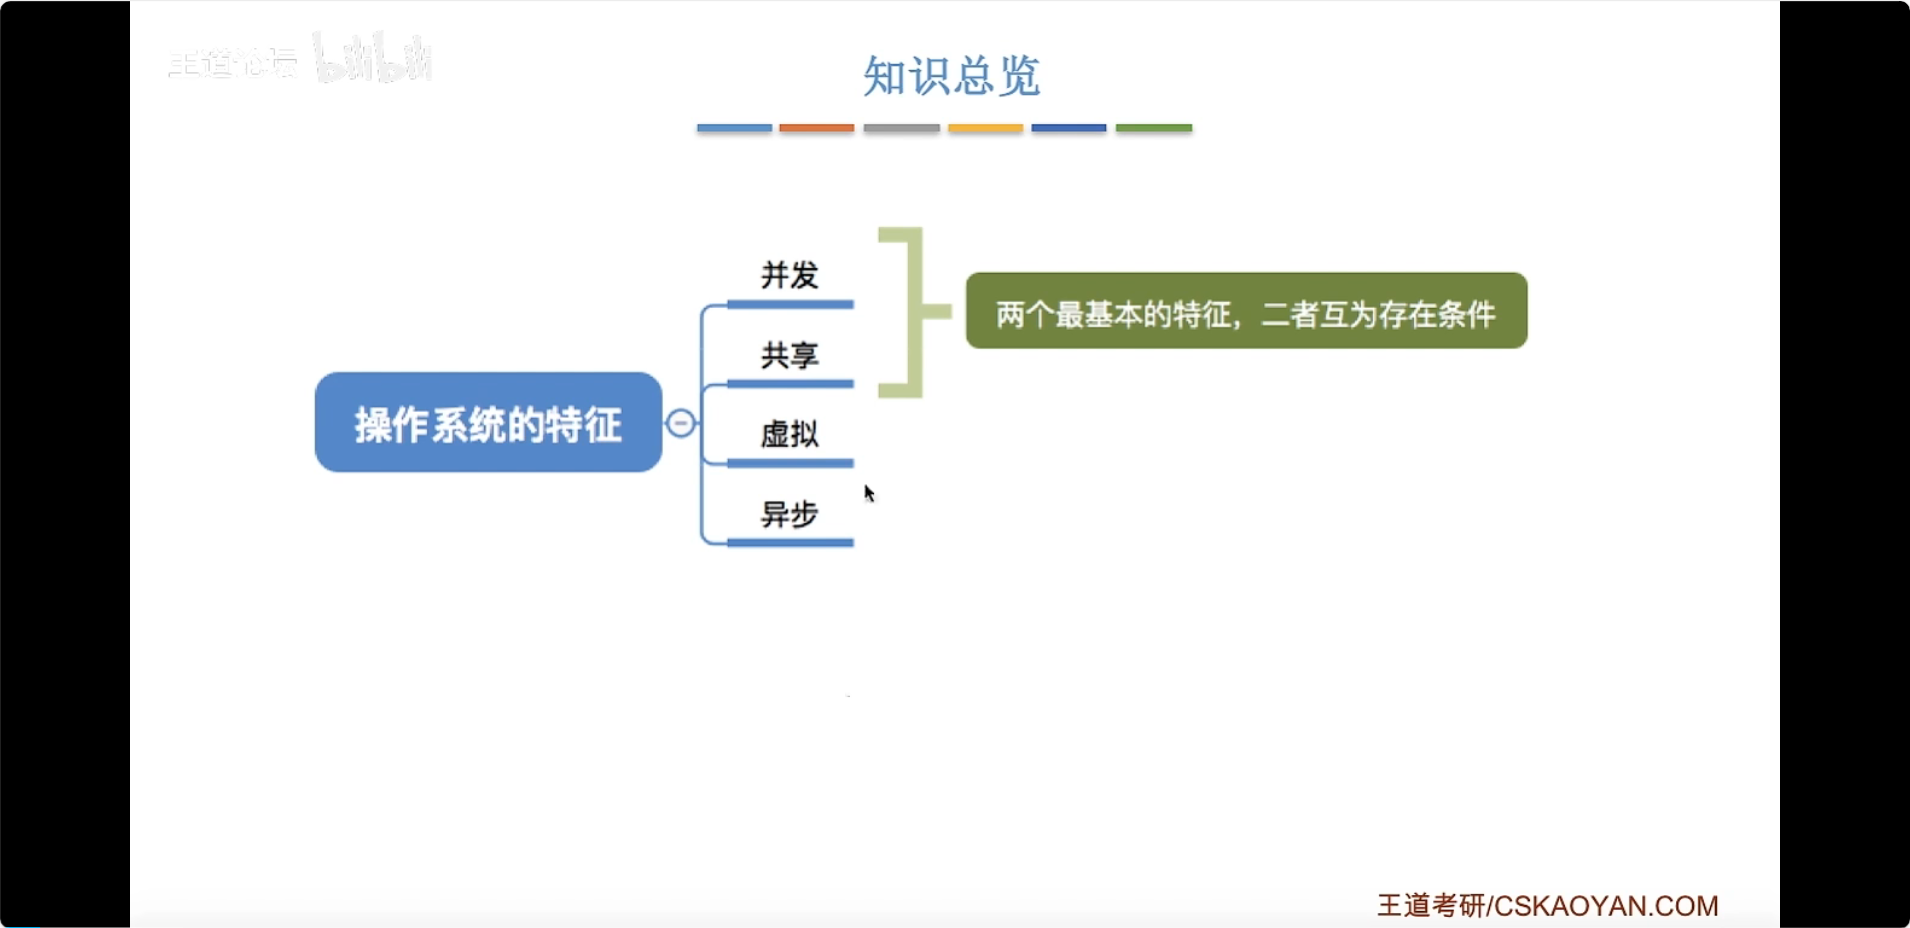 王道论坛 bilibili
知识总览
并发
共享
虚拟
异步
操作系统的特征
两个最基本的特征，二者互为存在条件
王道考研/CSKAOYAN.COM